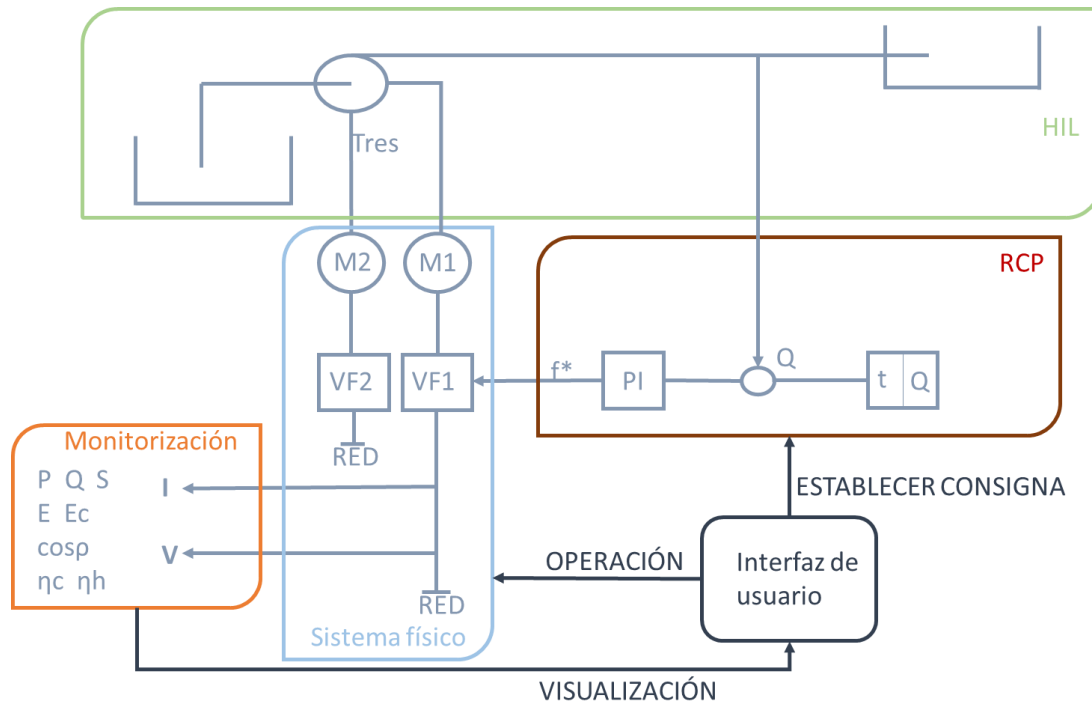 HIL
Tres
M2
M1
RCP
VF2
VF1
f*
PI
Q
t
Q
RED
Monitorización
P Q S
I
E Ec
cosρ
V
ηc ηh
RED
Sistema físico
ESTABLECER CONSIGNA
OPERACIÓN
Interfaz de
usuario
VISUALIZACIÓN